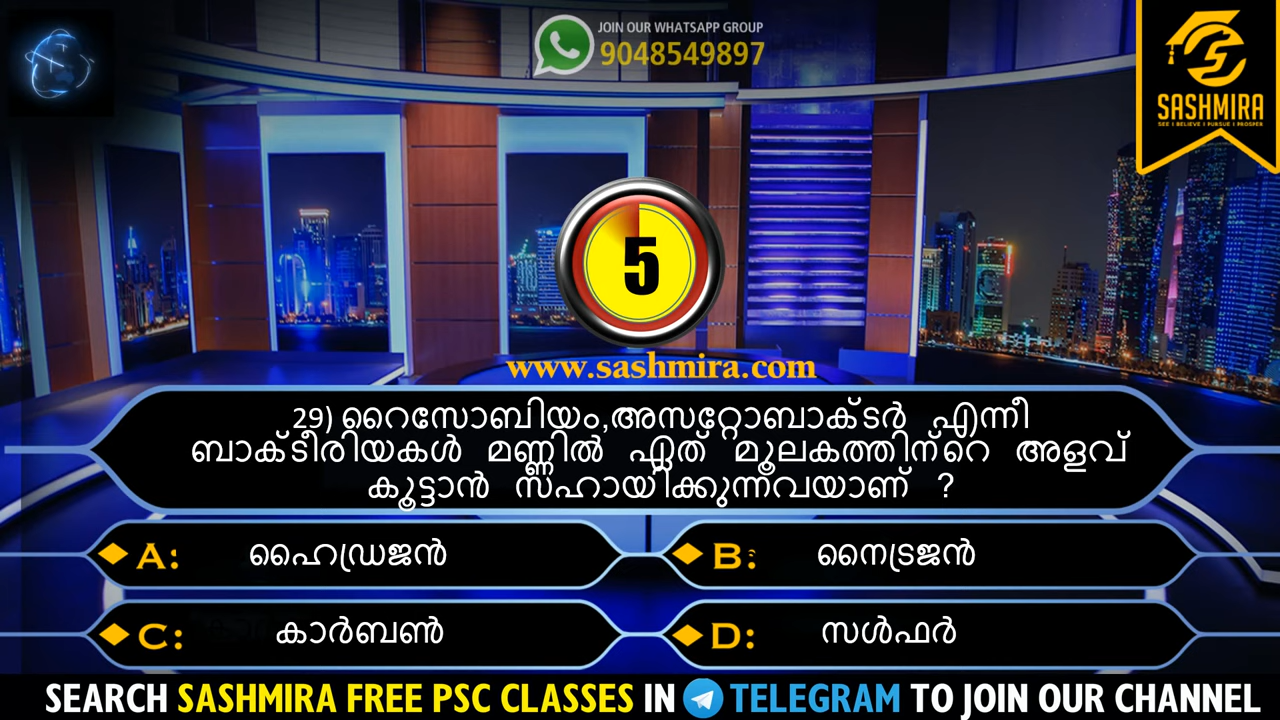 JOIN OUR WHATSAPP GROUP
9048549897
SASHMIRA
SEE | BELIEVE | PURSUE | PROSPER
5
www.sashmira.com
29) റൈസോബിയം,അസറ്റോബാക്ടർ എന്നീ
ബാക്ടീരിയകൾ മണ്ണിൽ ഏത് മൂലകത്തിന്റെ അളവ്
കൂട്ടാൻ സഹായിക്കുന്നവയാണ് ?
A: ഹൈഡ്രജൻ
B: നൈട്രജൻ
C: കാർബൺ
D: സൾഫർ
SEARCH SASHMIRA FREE PSC CLASSES IN TELEGRAM TO JOIN OUR CHANNEL